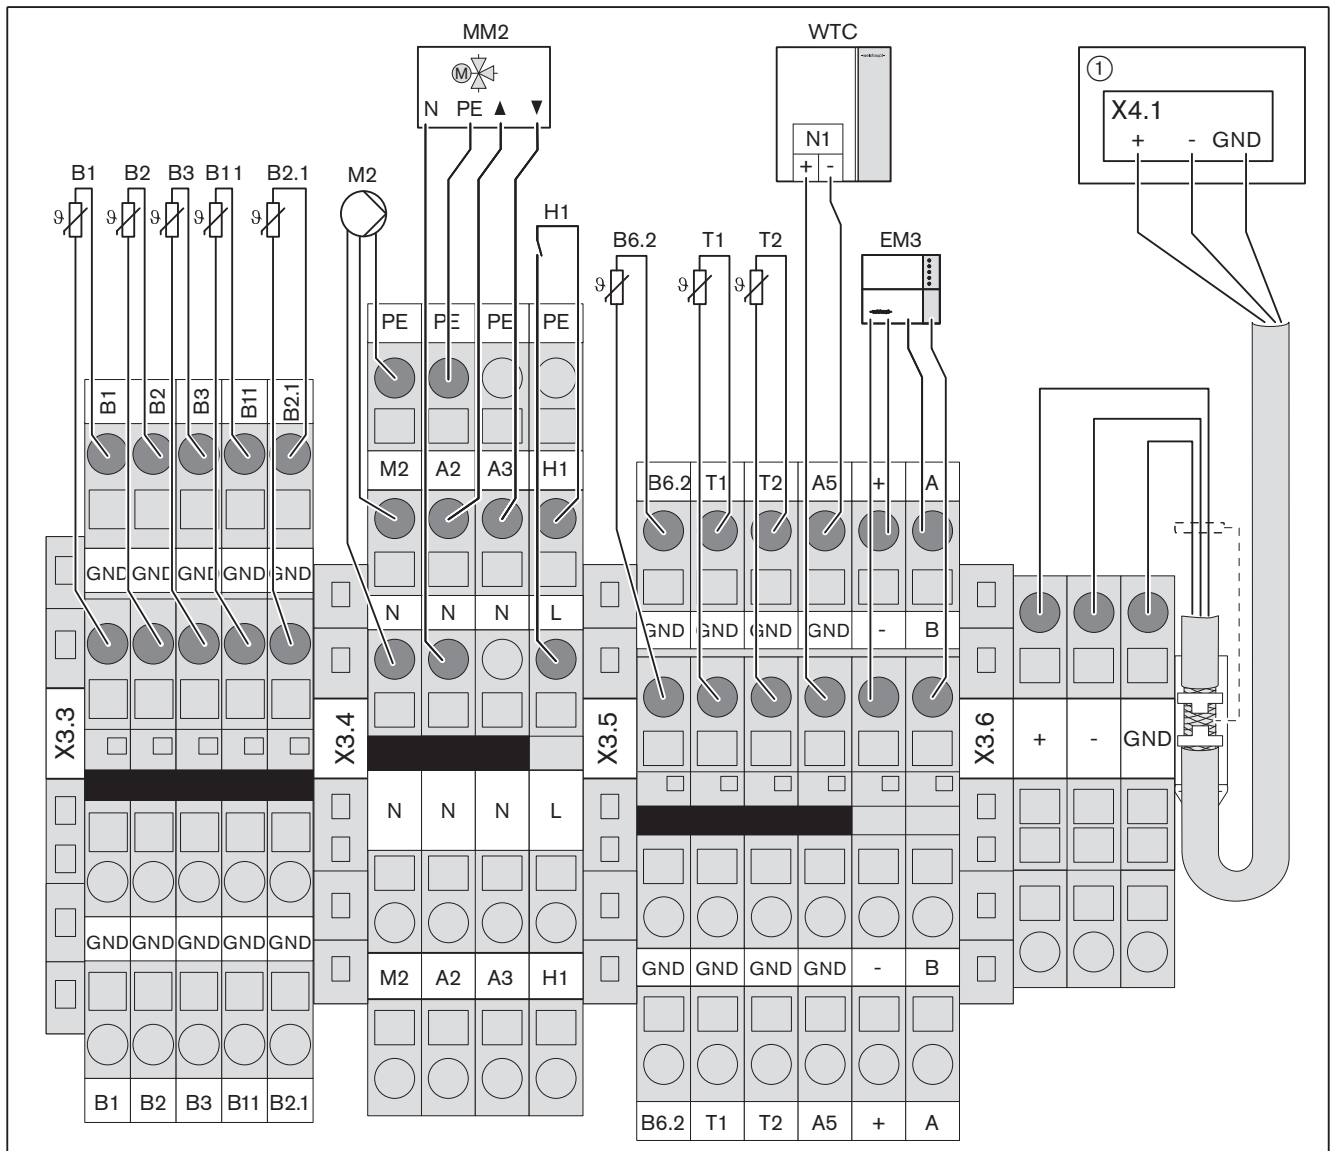 MM2
WTC
①
M
X4.1
N PE ▲ ▼
+ - GND
N1
+ -
B1 B2 B3 B11 B2.1
M2
H1
ϑ ϑ ϑ ϑ ϑ
B6.2 T1 T2 EM3
ϑ ϑ ϑ
PE PE PE PE
B1 B2 B3 B11 B2.1
M2 A2 A3 H1
B6.2 T1 T2 A5 + A
GND GND GND GND GND
N N N L
GND GND GND GND - B
X3.3
X3.4
X3.5
X3.6
+ - GND
N N N L
GND GND GND GND GND
M2 A2 A3 H1
GND GND GND GND - B
B1 B2 B3 B11 B2.1
B6.2 T1 T2 A5 + A